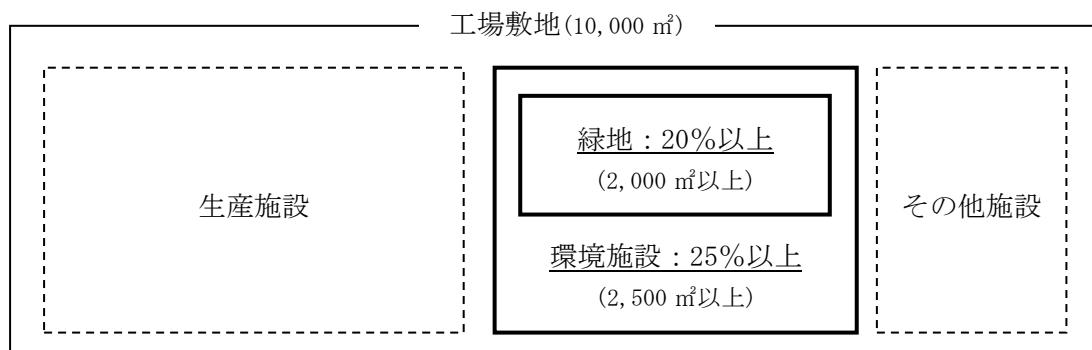 工場敷地(10,000 ㎡)
生産施設
緑地：20％以上
(2,000 ㎡以上)
環境施設：25％以上
(2,500 ㎡以上)
その他施設